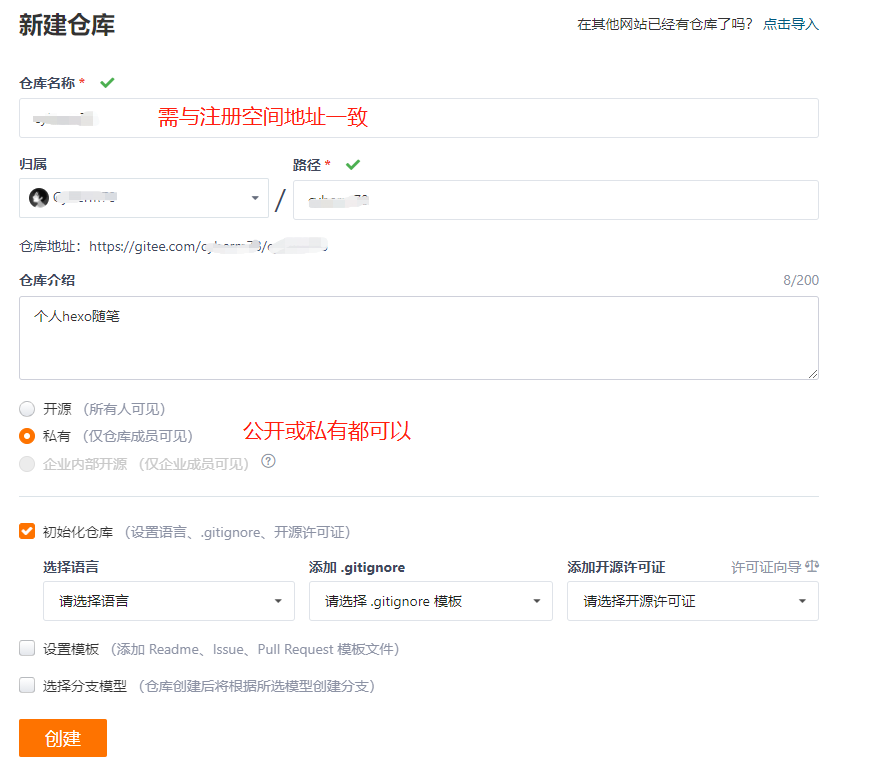 新建仓库
在其他网站已经有仓库了吗? 点击导入
仓库名称 *
需与注册空间地址一致
归属
路径 *
/
仓库地址：https://gitee.com/
仓库介绍
8/200
个人hexo随笔
开源 （所有人可见）
私有 （仅仓库成员可见）
公开或私有都可以
企业内部开源 （仅企业成员可见） ?
初始化仓库 （设置语言、.gitignore、开源许可证）
选择语言
添加 .gitignore
添加开源许可证
许可证向导
请选择语言
请选择 .gitignore 模板
请选择开源许可证
设置模板 （添加 Readme、Issue、Pull Request 模板文件）
选择分支模型 （仓库创建后将根据所选模型创建分支）
创建